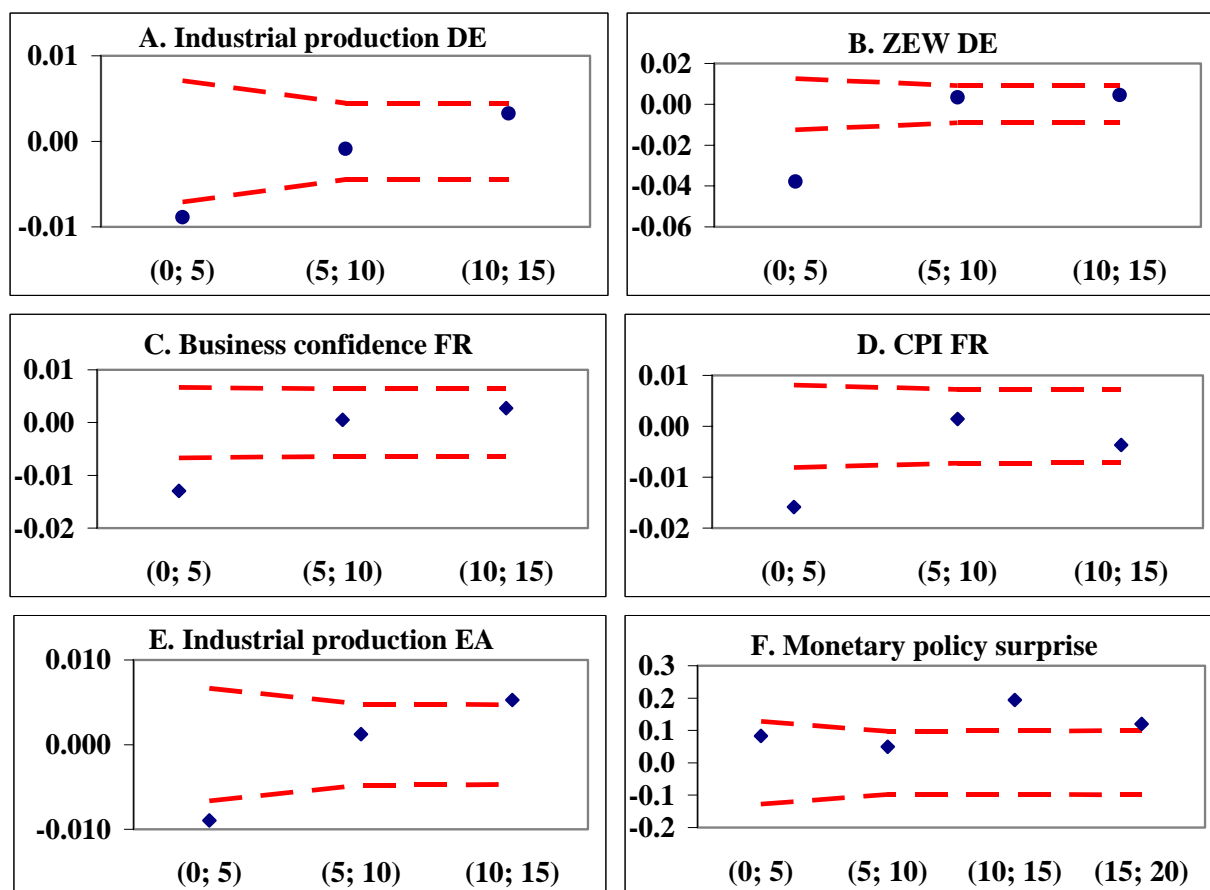 A. Industrial production DE
0.01
0.00
-0.01
(0; 5) (5; 10) (10; 15)
B. ZEW DE
0.02
0.00
-0.02
-0.04
-0.06
(0; 5) (5; 10) (10; 15)
C. Business confidence FR
0.01
0.00
-0.01
-0.02
(0; 5) (5; 10) (10; 15)
D. CPI FR
0.01
0.00
-0.01
-0.02
(0; 5) (5; 10) (10; 15)
E. Industrial production EA
0.010
0.000
-0.010
(0; 5) (5; 10) (10; 15)
F. Monetary policy surprise
0.3
0.2
0.1
0.0
-0.1
-0.2
(0; 5) (5; 10) (10; 15) (15; 20)